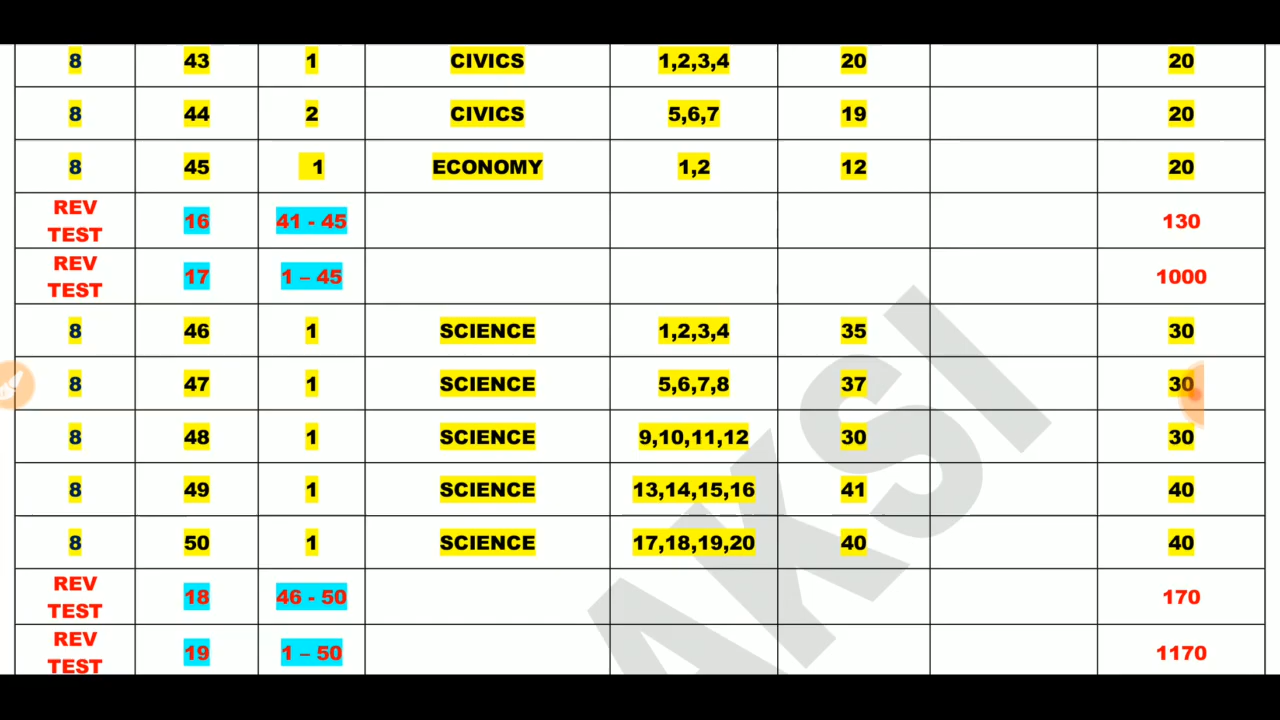 8 43 1 CIVICS 1,2,3,4 20 20
8 44 2 CIVICS 5,6,7 19 20
8 45 1 ECONOMY 1,2 12 20
REV TEST 16 41 - 45 130
REV TEST 17 1 – 45 1000
8 46 1 SCIENCE 1,2,3,4 35 30
8 47 1 SCIENCE 5,6,7,8 37 30
8 48 1 SCIENCE 9,10,11,12 30 30
8 49 1 SCIENCE 13,14,15,16 41 40
8 50 1 SCIENCE 17,18,19,20 40 40
REV TEST 18 46 - 50 170
REV TEST 19 1 – 50 1170
AKSI